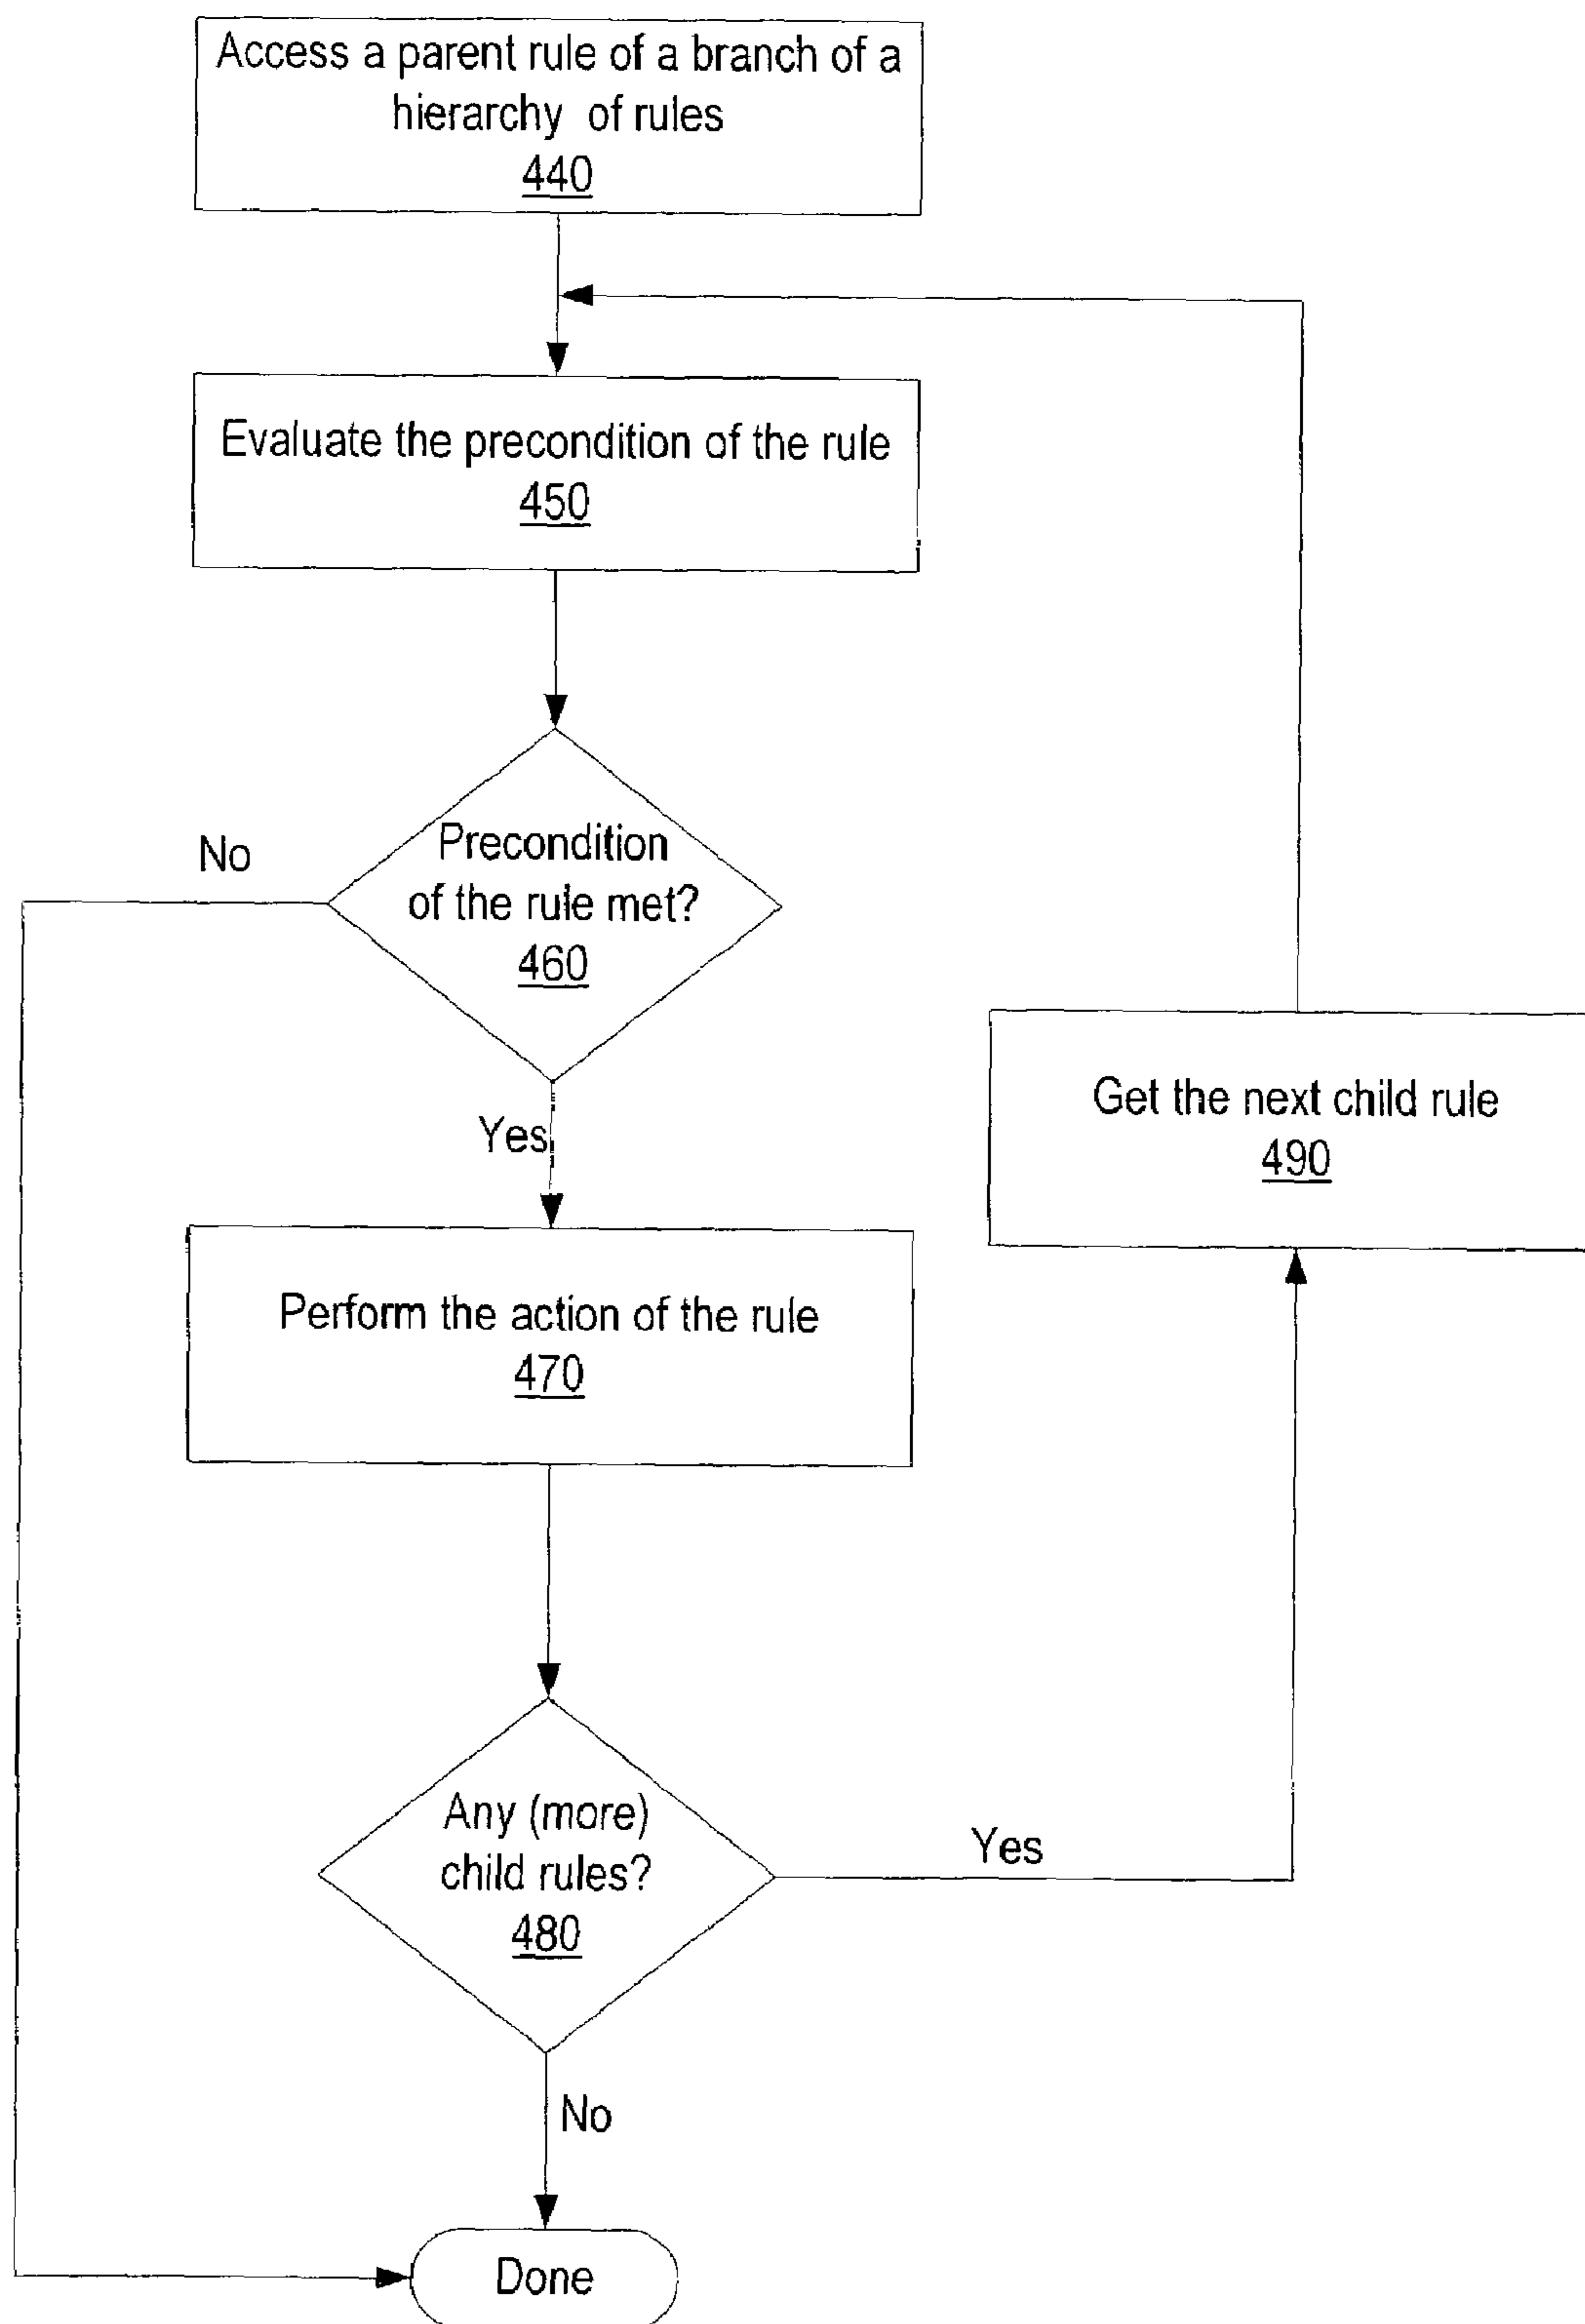 Access a parent rule of a branch of a
hierarchy of rules
440
Evaluate the precondition of the rule
450
No
Precondition
of the rule met?
460
Yes
Get the next child rule
490
Perform the action of the rule
470
Any (more)
child rules?
480
Yes
No
Done